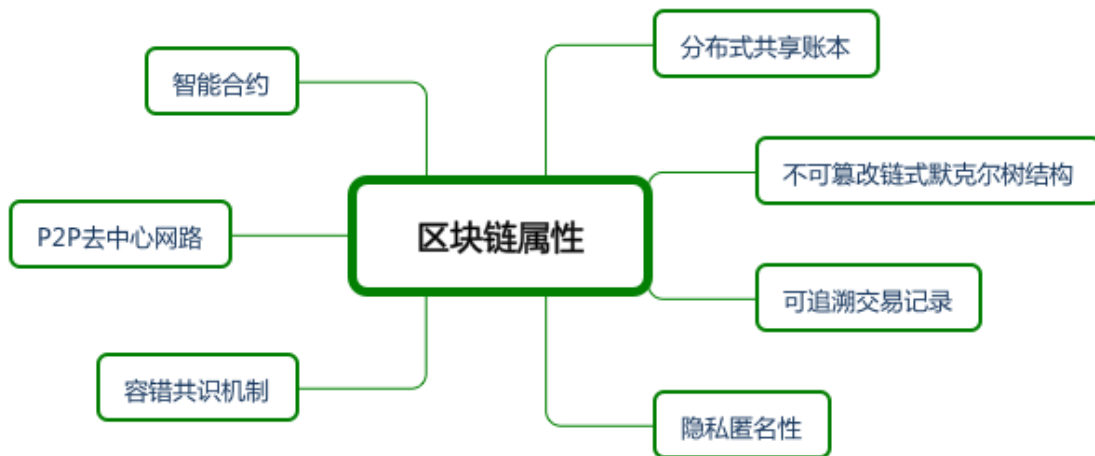 分布式共享账本
智能合约
不可篡改链式默克尔树结构
P2P去中心网路
区块链属性
可追溯交易记录
容错共识机制
隐私匿名性